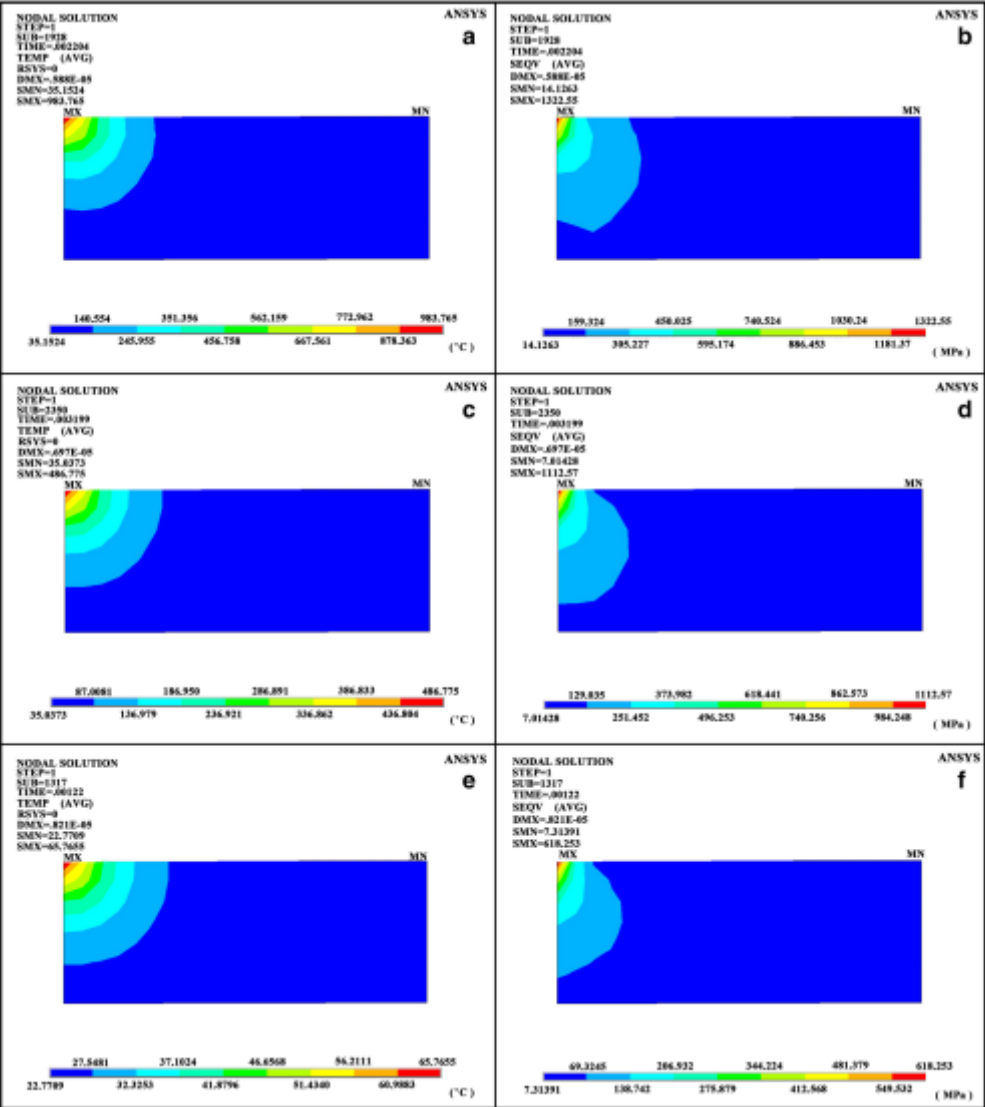 NODAL SOLUTION
STEP=1
SUB=1928
TIME=.002204
TEMP (AVG)
RSYS=0
DMX=.588E-05
SMN=35.1524
SMX=983.765
ANSYS
a
MX
MN
140.554 351.356 562.159 772.962 983.765
35.1524 245.955 456.758 667.561 878.363
(°C )
NODAL SOLUTION
STEP=1
SUB=1928
TIME=.002204
SEQV (AVG)
DMX=.588E-05
SMN=14.1263
SMX=1322.55
ANSYS
b
MX
MN
159.324 450.025 740.524 1030.24 1322.55
14.1263 305.227 595.174 886.453 1181.37
( MPa )
NODAL SOLUTION
STEP=1
SUB=2350
TIME=.003199
TEMP (AVG)
RSYS=0
DMX=.697E-05
SMN=35.0373
SMX=486.775
ANSYS
c
MX
MN
87.0081 186.950 286.891 386.833 486.775
35.0373 136.979 236.921 336.862 436.804
(°C )
NODAL SOLUTION
STEP=1
SUB=2350
TIME=.003199
SEQV (AVG)
DMX=.697E-05
SMN=7.01428
SMX=1112.57
ANSYS
d
MX
MN
129.835 373.982 618.441 862.573 1112.57
7.01428 251.452 496.253 740.256 984.248
( MPa )
NODAL SOLUTION
STEP=1
SUB=1317
TIME=.00122
TEMP (AVG)
RSYS=0
DMX=.821E-05
SMN=22.7709
SMX=65.7655
ANSYS
e
MX
MN
27.5481 37.1024 46.6568 56.2111 65.7655
22.7709 32.3253 41.8796 51.4340 60.9883
(°C )
NODAL SOLUTION
STEP=1
SUB=1317
TIME=.00122
SEQV (AVG)
DMX=.821E-05
SMN=7.31391
SMX=618.253
ANSYS
f
MX
MN
69.3245 206.932 344.224 481.379 618.253
7.31391 138.742 275.879 412.568 549.532
( MPa )